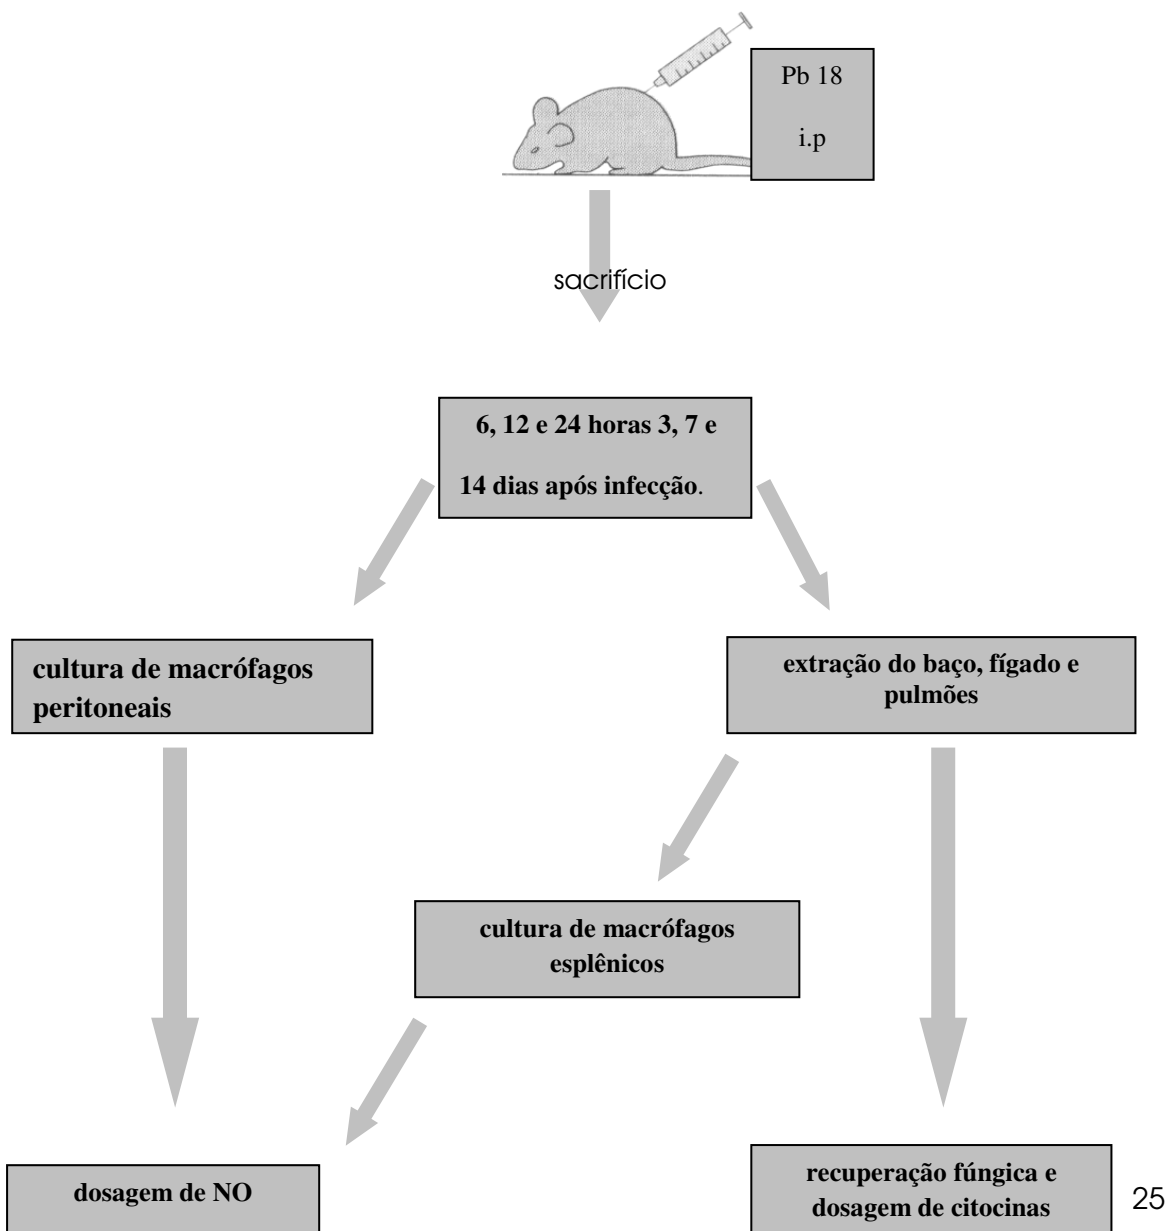 Pb 18
i.p
sacrifício
6, 12 e 24 horas 3, 7 e
14 dias após infecção.
cultura de macrófagos
peritoneais
extração do baço, fígado e
pulmões
cultura de macrófagos
esplênicos
dosagem de NO
recuperação fúngica e
dosagem de citocinas
25